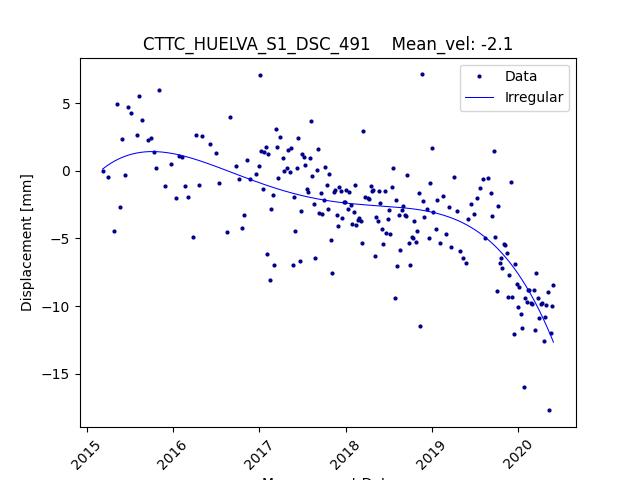 CTTC_HUELVA_S1_DSC_491    Mean_vel: -2.1
Data
Irregular
Displacement [mm]
5
0
−5
−10
−15
2015
2016
2017
2018
2019
2020